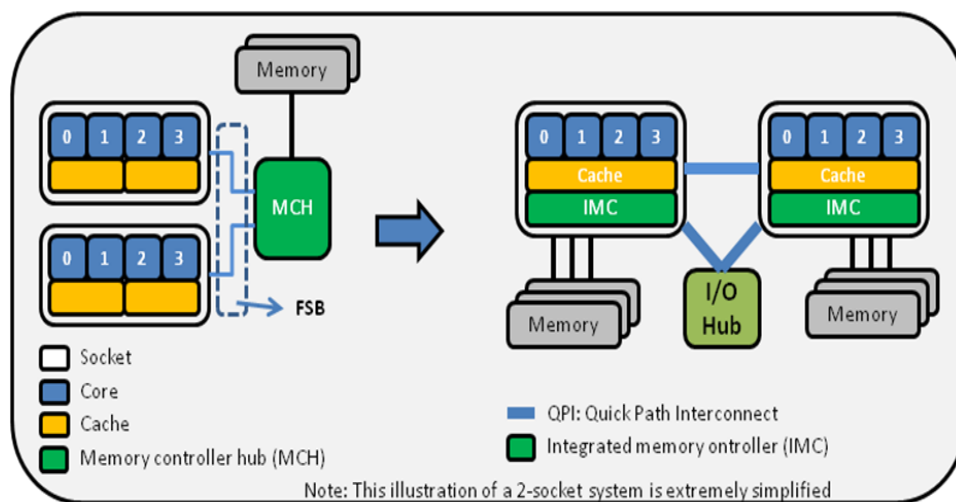 Memory
0 1 2 3
MCH
0 1 2 3
FSB
Socket
Core
Cache
Memory controller hub (MCH)
0 1 2 3
Cache
IMC
0 1 2 3
Cache
IMC
Memory
I/O
Hub
Memory
QPI: Quick Path Interconnect
Integrated memory ontroller (IMC)
Note: This illustration of a 2-socket system is extremely simplified